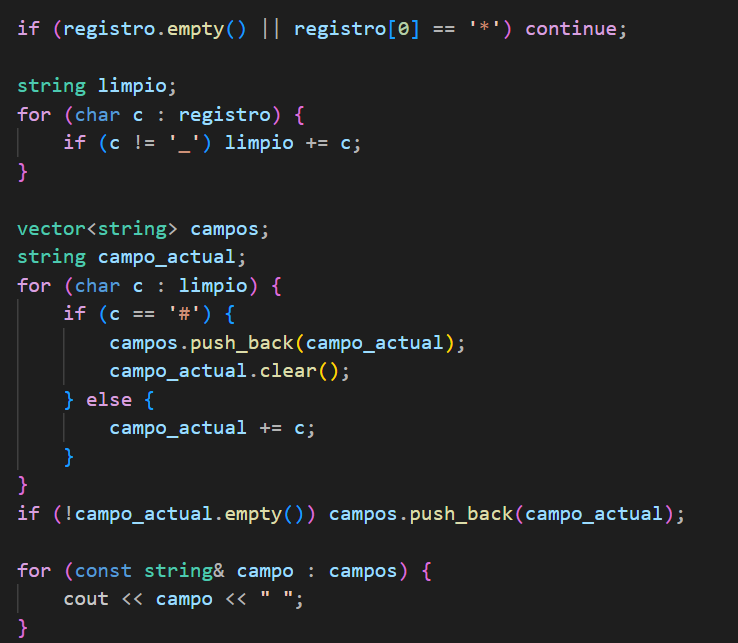 if (registro.empty() || registro[0] == '*') continue;
string limpio;
for (char c : registro) {
if (c != '_') limpio += c;
}
vector<string> campos;
string campo_actual;
for (char c : limpio) {
if (c == '#') {
campos.push_back(campo_actual);
campo_actual.clear();
} else {
campo_actual += c;
}
}
if (!campo_actual.empty()) campos.push_back(campo_actual);
for (const string& campo : campos) {
cout << campo << " ";
}